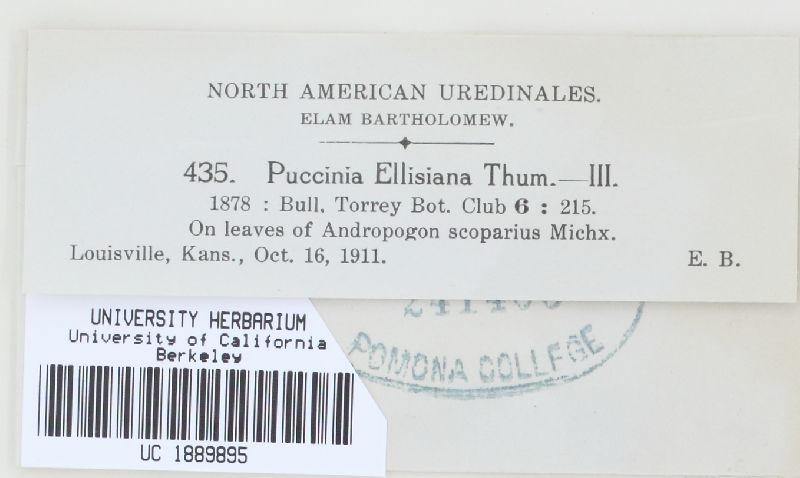 NORTH AMERICAN UREDINALES.
ELAM BARTHOLOMEW.
435. Puccinia Ellisiana Thum.—III.
1878 : Bull. Torrey Bot. Club 6 : 215.
On leaves of Andropogon scoparius Michx.
Louisville, Kans., Oct. 16, 1911. E. B.
POMONA COLLEGE
UNIVERSITY HERBARIUM
University of California
Berkeley
UC 1889895